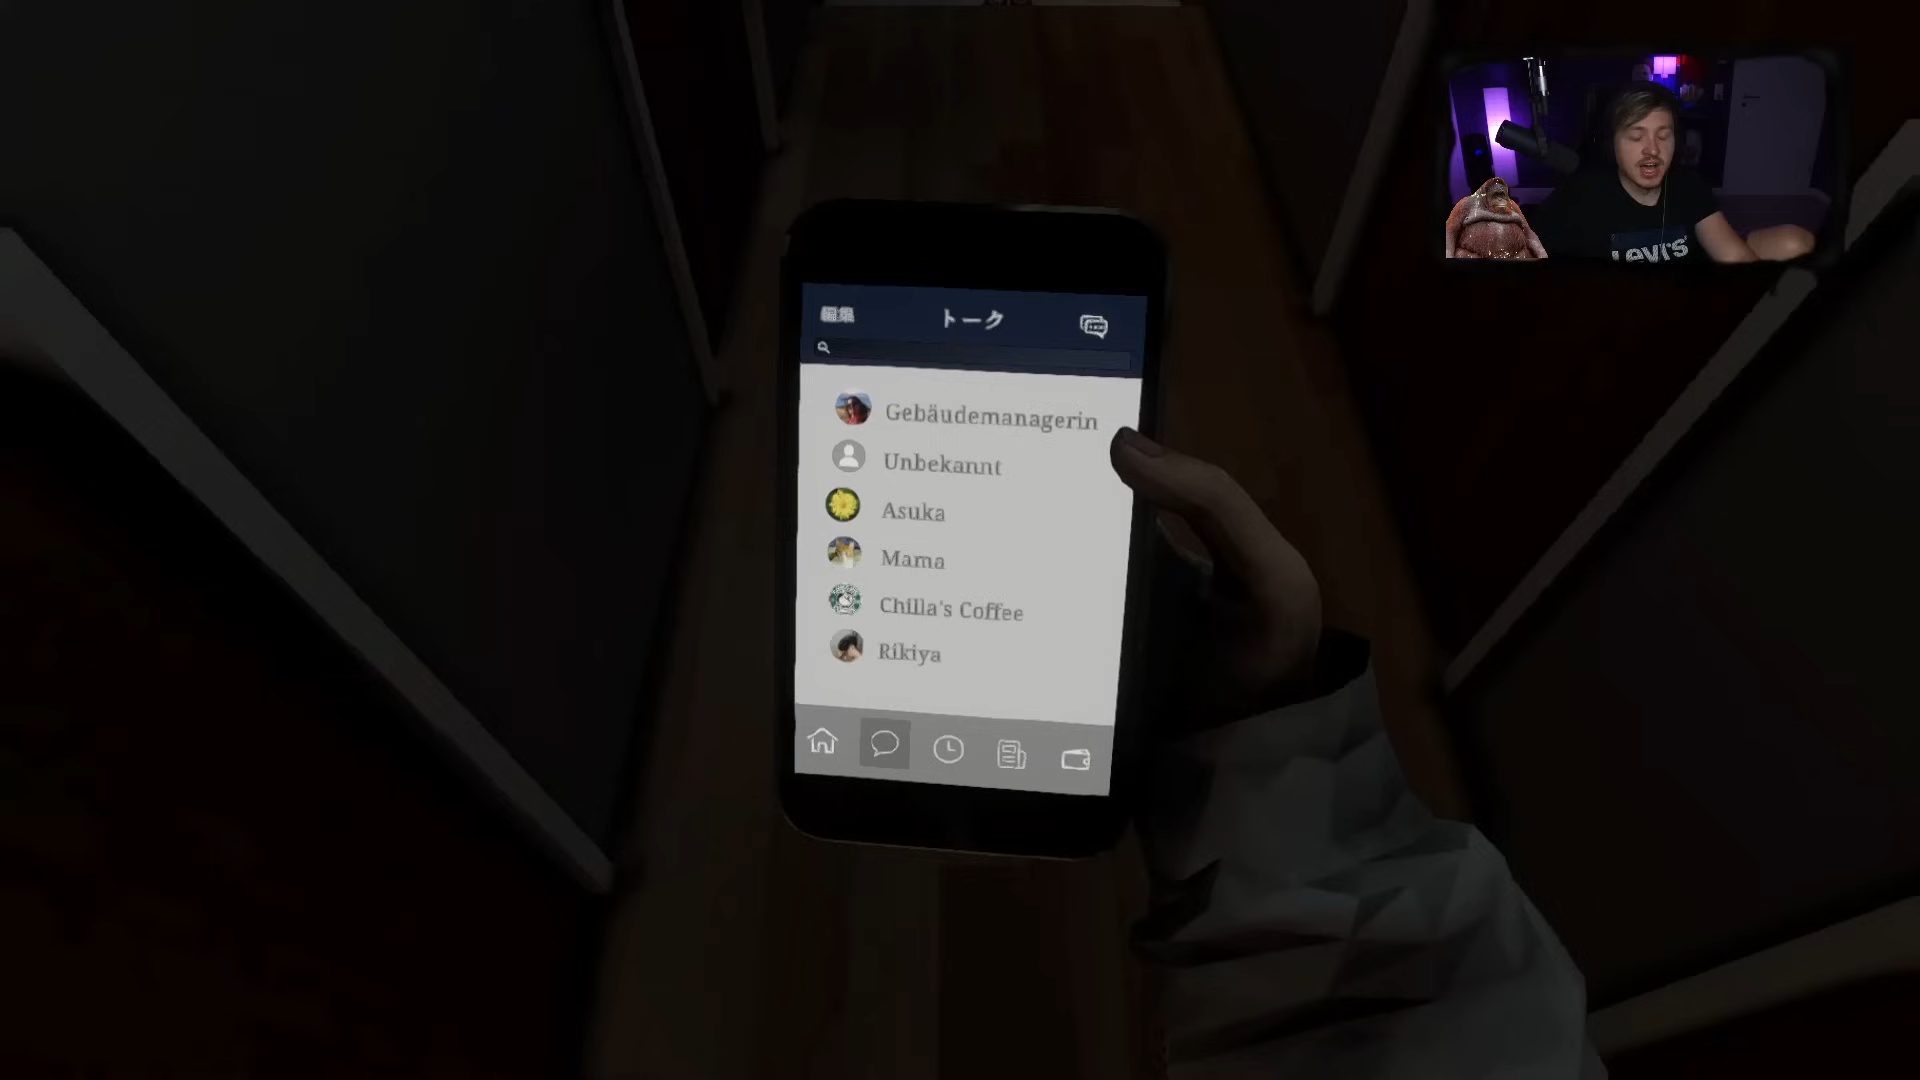 編集
トーク
Gebäudemanagerin
Unbekannt
Asuka
Mama
Chilla's Coffee
Rikiya
Levi's